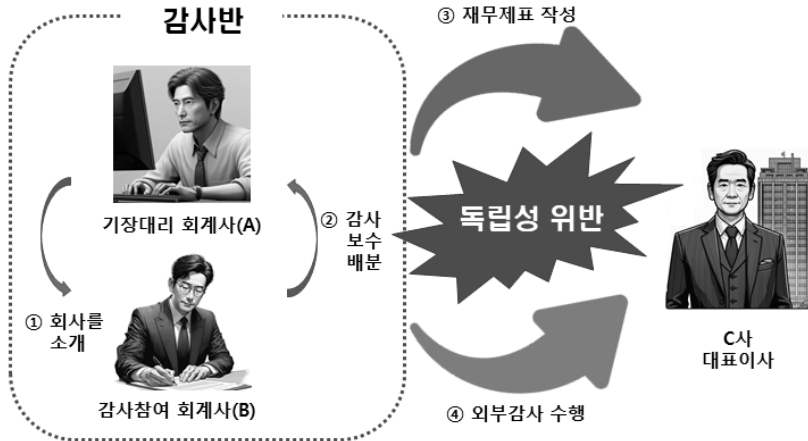 감사반
③ 재무제표 작성
기장대리 회계사(A)
② 감사
보수
배분
독립성 위반
① 회사를
소개
감사참여 회계사(B)
C사
대표이사
④ 외부감사 수행